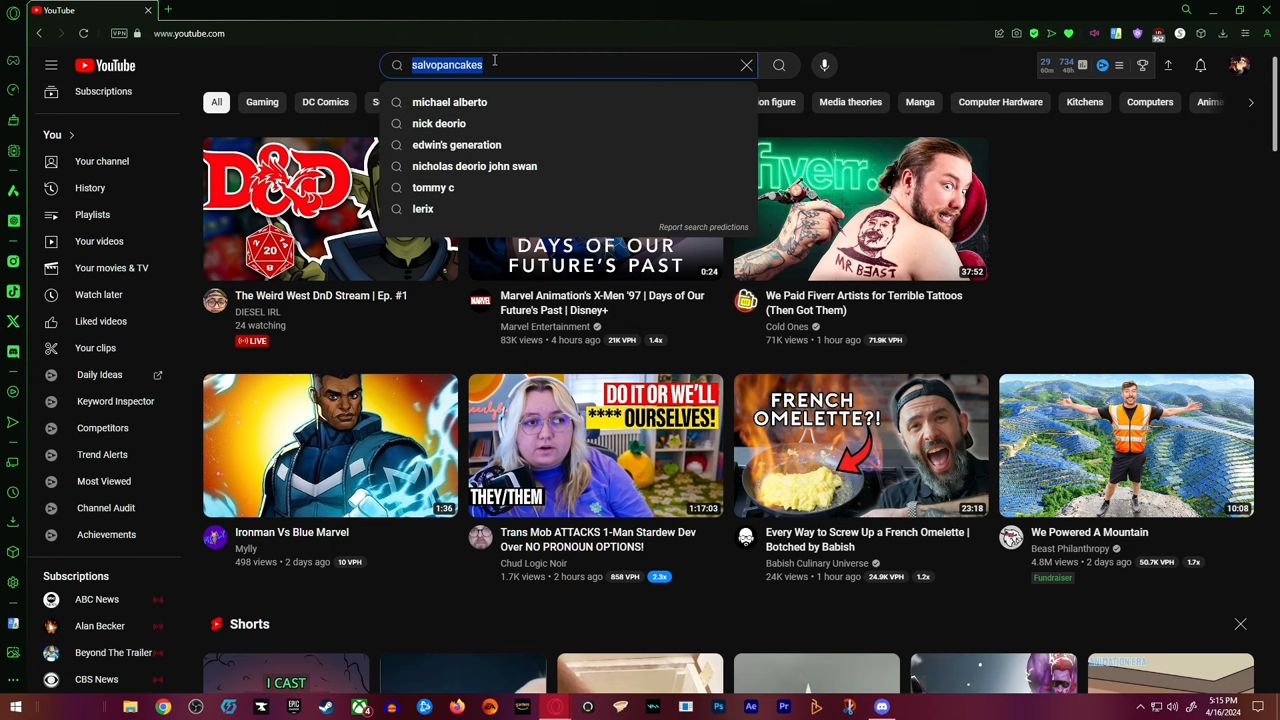 YouTube
VPN
www.youtube.com
952
YouTube
salvopancakes
29
60m
734
48h
michael alberto
nick deorio
edwin's generation
nicholas deorio john swan
tommy c
lerix
Report search predictions
Subscriptions
You
Your channel
History
Playlists
Your videos
Your movies & TV
Watch later
Liked videos
Your clips
Daily Ideas
Keyword Inspector
Competitors
Trend Alerts
Most Viewed
Channel Audit
Achievements
Subscriptions
ABC News
Alan Becker
Beyond The Trailer
CBS News
All
Gaming
DC Comics
Media theories
Manga
Computer Hardware
Kitchens
Computers
D&D
20
The Weird West DnD Stream | Ep. #1
DIESEL IRL
24 watching
LIVE
DAYS OF OUR
FUTURE'S PAST
0:24
MARVEL
Marvel Animation's X-Men '97 | Days of Our
Future's Past | Disney+
Marvel Entertainment
83K views • 4 hours ago
21K VPH
1.4x
fiverr.
MR BEAST
37:52
We Paid Fiverr Artists for Terrible Tattoos
(Then Got Them)
Cold Ones
71K views • 1 hour ago
71.9K VPH
1:36
Ironman Vs Blue Marvel
Mylly
498 views • 2 days ago
10 VPH
DO IT OR WE'LL
**** OURSELVES!
THEY/THEM
1:17:03
Trans Mob ATTACKS 1-Man Stardew Dev
Over NO PRONOUN OPTIONS!
Chud Logic Noir
1.7K views • 2 hours ago
858 VPH
2.3x
FRENCH
OMELETTE?!
23:18
Every Way to Screw Up a French Omelette |
Botched by Babish
Babish Culinary Universe
24K views • 1 hour ago
24.9K VPH
1.2x
10:08
We Powered A Mountain
Beast Philanthropy
4.8M views • 2 days ago
50.7K VPH
1.7x
Fundraiser
Shorts
I CAST
ANIMATION ERA
5:15 PM
4/16/2024